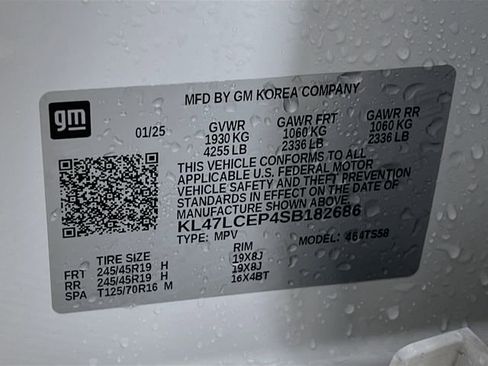 MFD BY GM KOREA COMPANY
gm
01/25 GVWR GAWR FRT GAWR RR
1930 KG 1060 KG 1060 KG
4255 LB 2336 LB 2336 LB
THIS VEHICLE CONFORMS TO ALL
APPLICABLE U.S. FEDERAL MOTOR
VEHICLE SAFETY AND THEFT PREVENTION
STANDARDS IN EFFECT ON THE DATE OF
MANUFACTURE SHOWN ABOVE.
KL47LCEP4SB182686
TYPE: MPV MODEL: 464TS58
TIRE SIZE RIM
FRT 245/45R19 H 19X8J
RR 245/45R19 H 19X8J
SPA T125/70R16 M 16X4BT